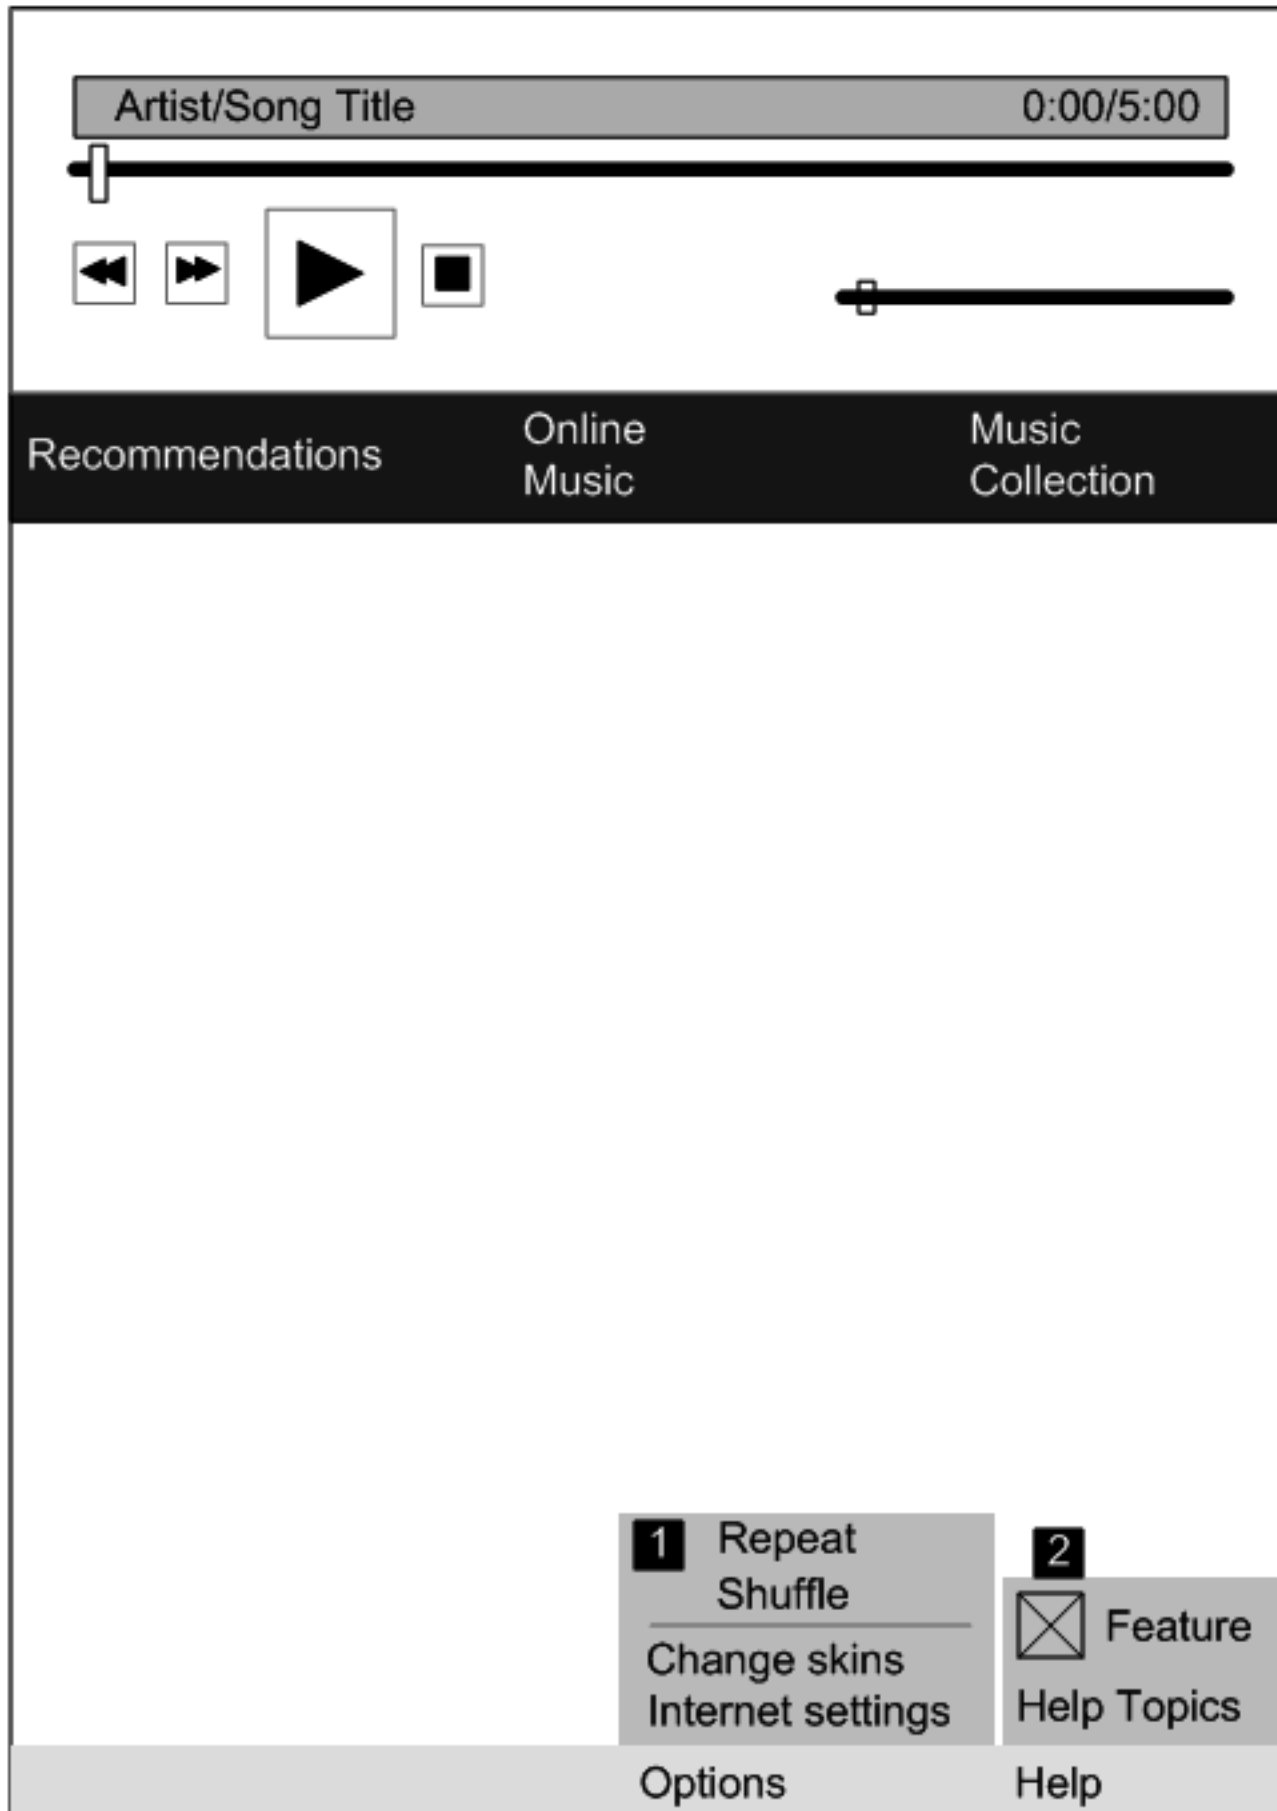 Artist/Song Title 0:00/5:00
Recommendations
Online
Music
Music
Collection
1 Repeat
Shuffle
Change skins
Internet settings
2
Feature
Help Topics
Options
Help